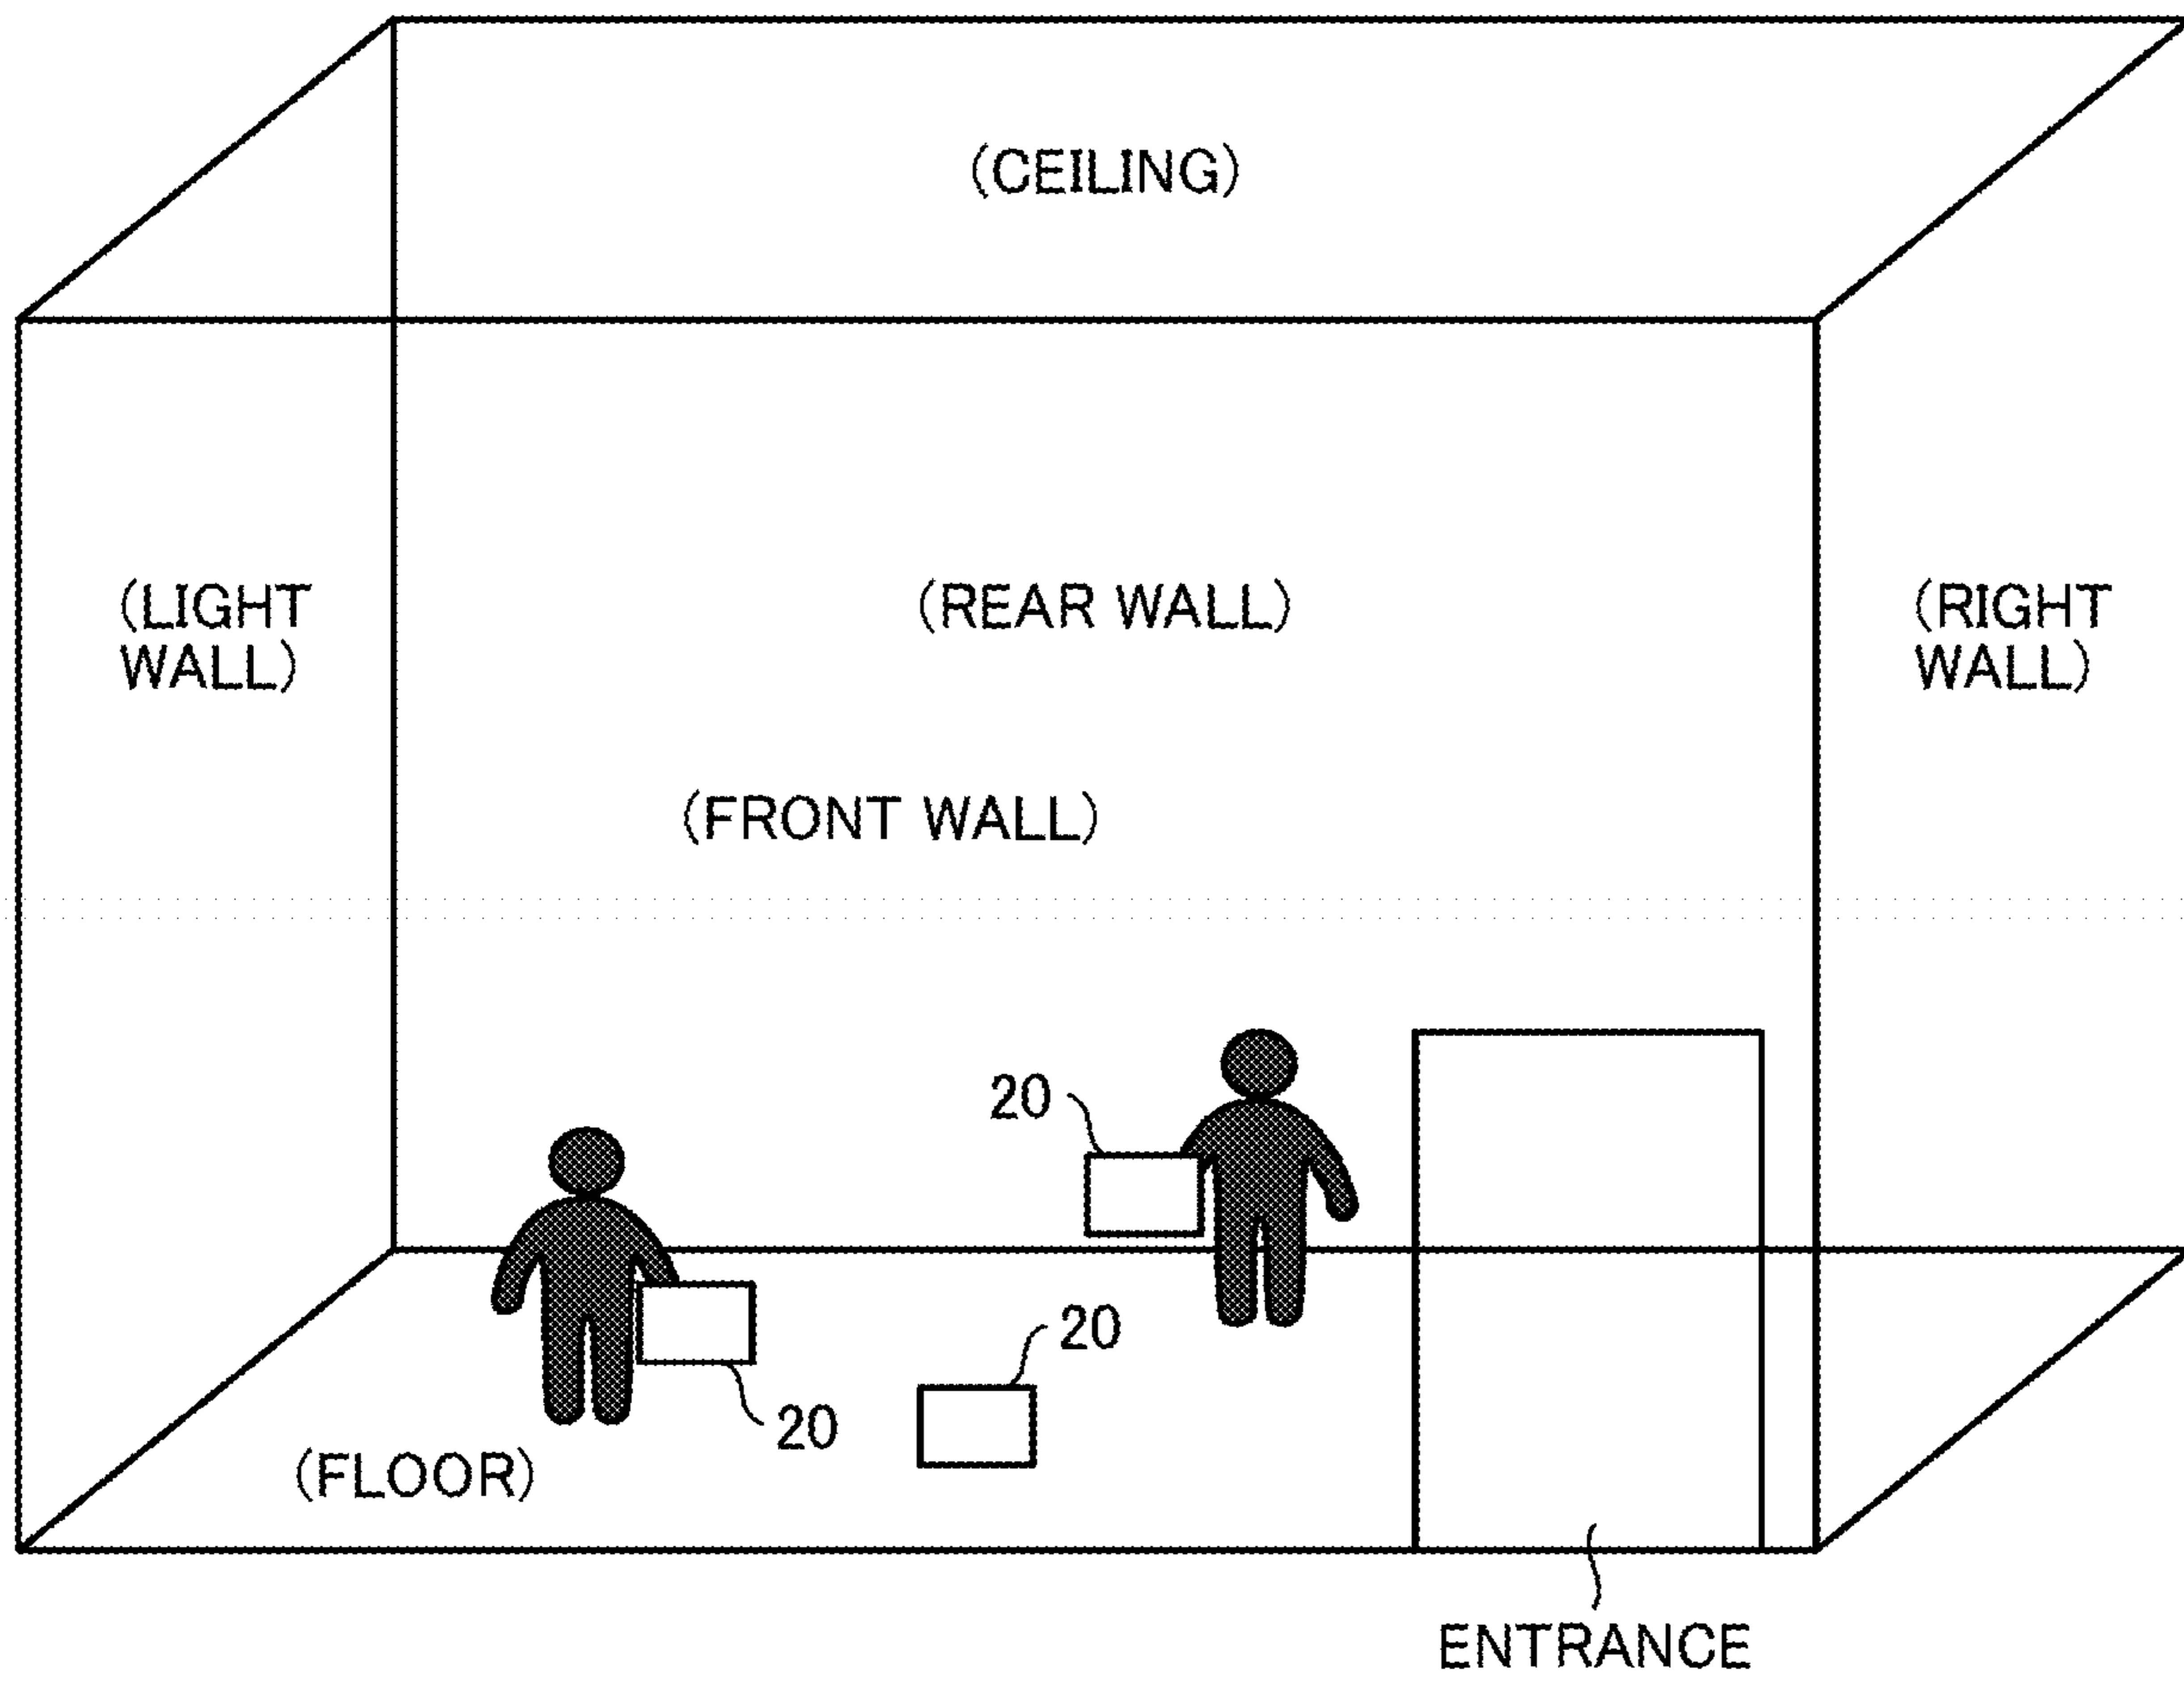 (CEILING)
(LIGHT
WALL)
(REAR WALL)
(RIGHT
WALL)
(FRONT WALL)
20
20
20
(FLOOR)
ENTRANCE